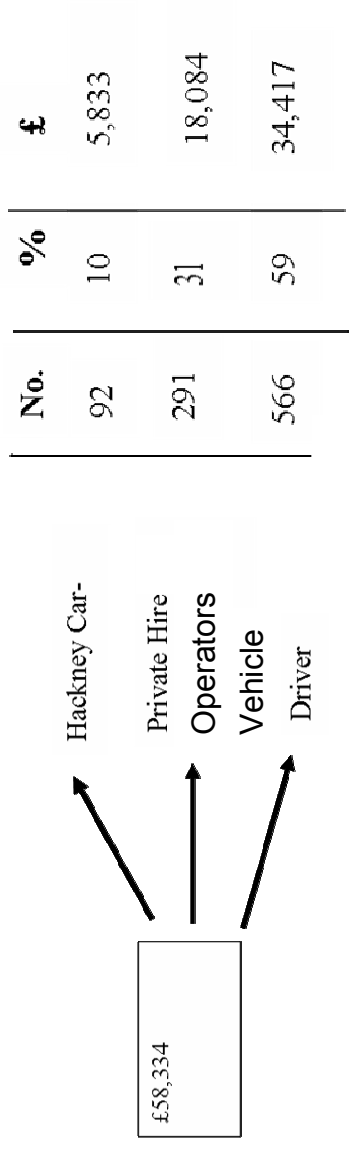 No. % £
Hackney Car- 92 10 5,833
Private Hire 291 31 18,084
Operators
Vehicle
Driver 566 59 34,417
£58,334